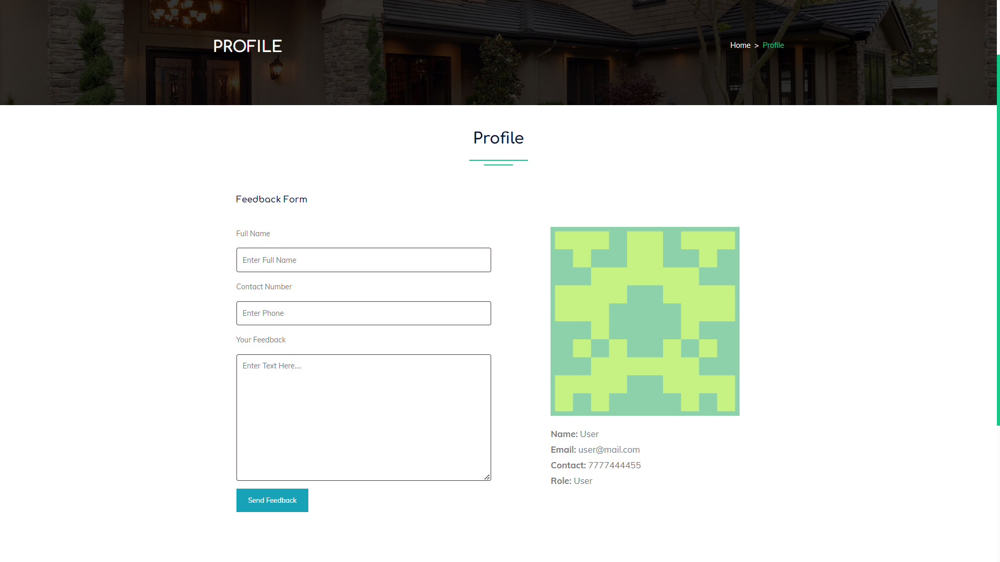 PROFILE
Home > Profile
Profile
Feedback Form
Full Name
Enter Full Name
Contact Number
Enter Phone
Your Feedback
Enter Text Here....
Send Feedback
Name: User
Email: user@mail.com
Contact: 7777444455
Role: User